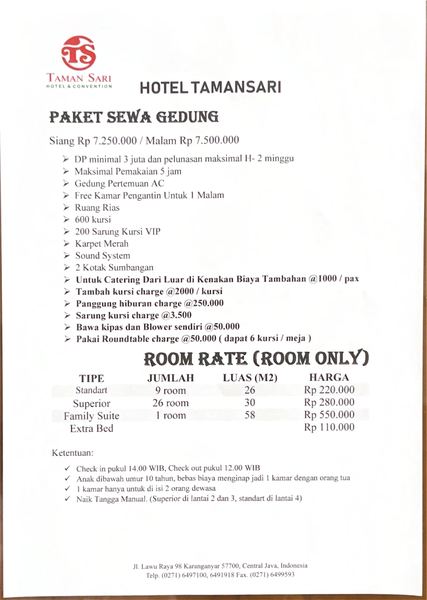 TS
TAMAN SARI
HOTEL & CONVENTION
HOTEL TAMANSARI
PAKET SEWA GEDUNG
Siang Rp 7.250.000 / Malam Rp 7.500.000
➢ DP minimal 3 juta dan pelunasan maksimal H- 2 minggu
➢ Maksimal Pemakaian 5 jam
➢ Gedung Pertemuan AC
➢ Free Kamar Pengantin Untuk 1 Malam
➢ Ruang Rias
➢ 600 kursi
➢ 200 Sarung Kursi VIP
➢ Karpet Merah
➢ Sound System
➢ 2 Kotak Sumbangan
➢ Untuk Catering Dari Luar di Kenakan Biaya Tambahan @1000 / pax
➢ Tambah kursi charge @2000 / kursi
➢ Panggung hiburan charge @250.000
➢ Sarung kursi charge @3,500
➢ Bawa kipas dan Blower sendiri @50.000
➢ Pakai Roundtable charge @50.000 ( dapat 6 kursi / meja )
ROOM RATE (ROOM ONLY)
TIPE JUMLAH LUAS (M2) HARGA
Standart 9 room 26 Rp 220.000
Superior 26 room 30 Rp 280.000
Family Suite 1 room 58 Rp 550.000
Extra Bed Rp 110.000
Ketentuan:
✓ Check in pukul 14.00 WIB, Check out pukul 12.00 WIB
✓ Anak dibawah umur 10 tahun, bebas biaya menginap jadi 1 kamar dengan orang tua
✓ 1 kamar hanya untuk di isi 2 orang dewasa
✓ Naik Tangga Manual. (Superior di lantai 2 dan 3, standart di lantai 4)
Jl. Lawu Raya 98 Karanganyar 57700, Central Java, Indonesia
Telp. (0271) 6497100, 6491918 Fax. (0271) 6499593